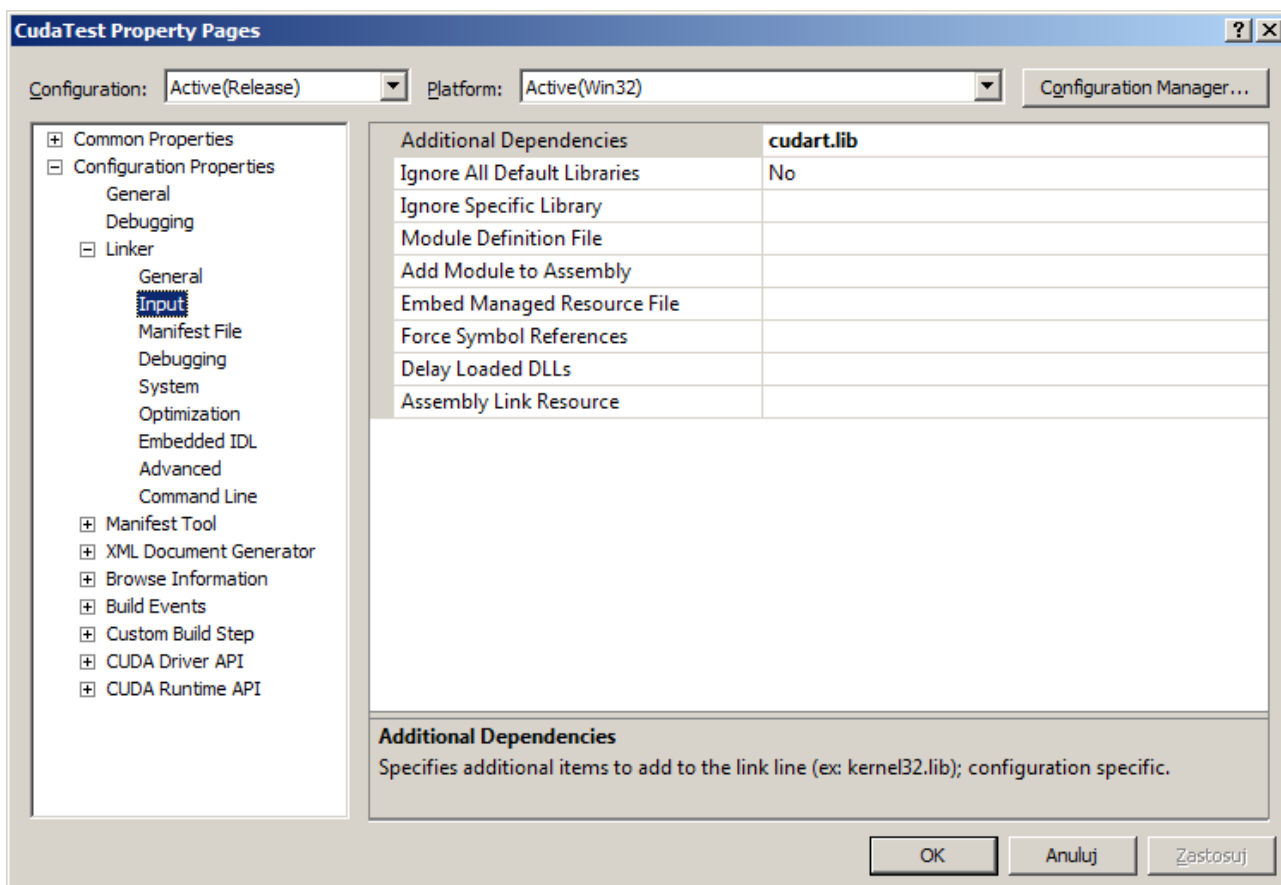 CudaTest Property Pages
Configuration: Active(Release) Platform: Active(Win32) Configuration Manager...
Common Properties
Configuration Properties
General
Debugging
Linker
General
Input
Manifest File
Debugging
System
Optimization
Embedded IDL
Advanced
Command Line
Manifest Tool
XML Document Generator
Browse Information
Build Events
Custom Build Step
CUDA Driver API
CUDA Runtime API
Additional Dependencies cudart.lib
Ignore All Default Libraries No
Ignore Specific Library
Module Definition File
Add Module to Assembly
Embed Managed Resource File
Force Symbol References
Delay Loaded DLLs
Assembly Link Resource
Additional Dependencies
Specifies additional items to add to the link line (ex: kernel32.lib); configuration specific.
OK Anuluj Zastosuj